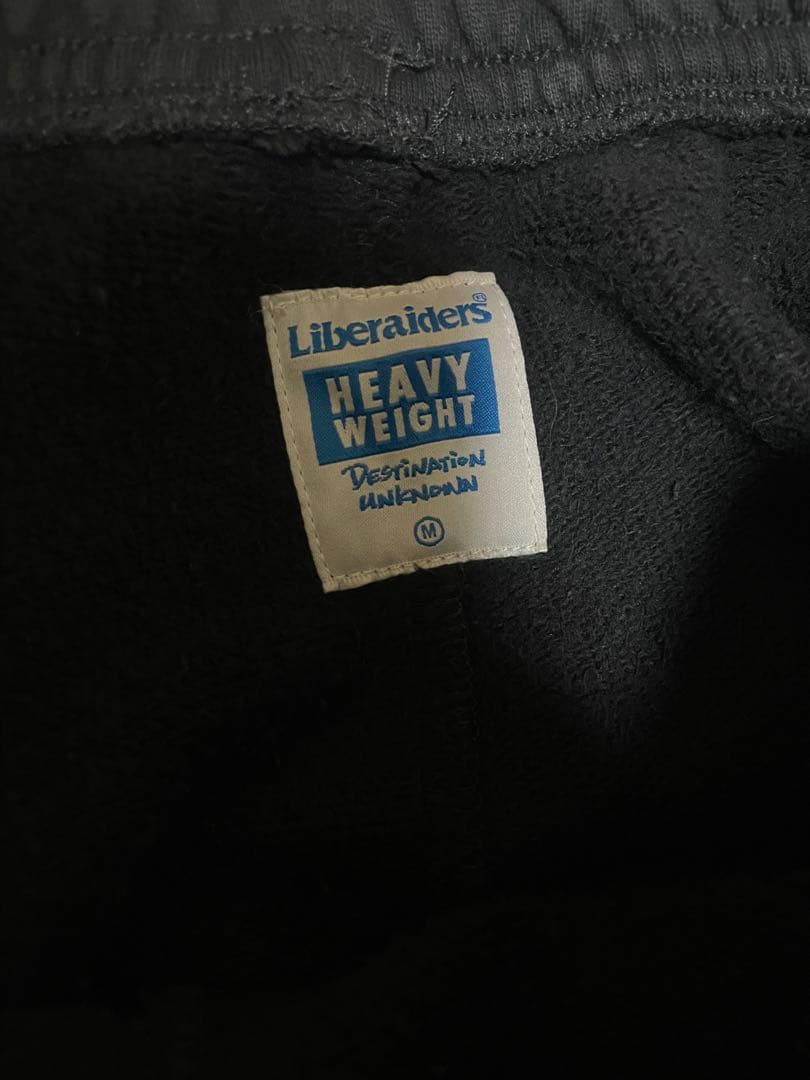 Liberaiders®
HEAVY
WEIGHT
DESTINATION
UNKNOWN
M